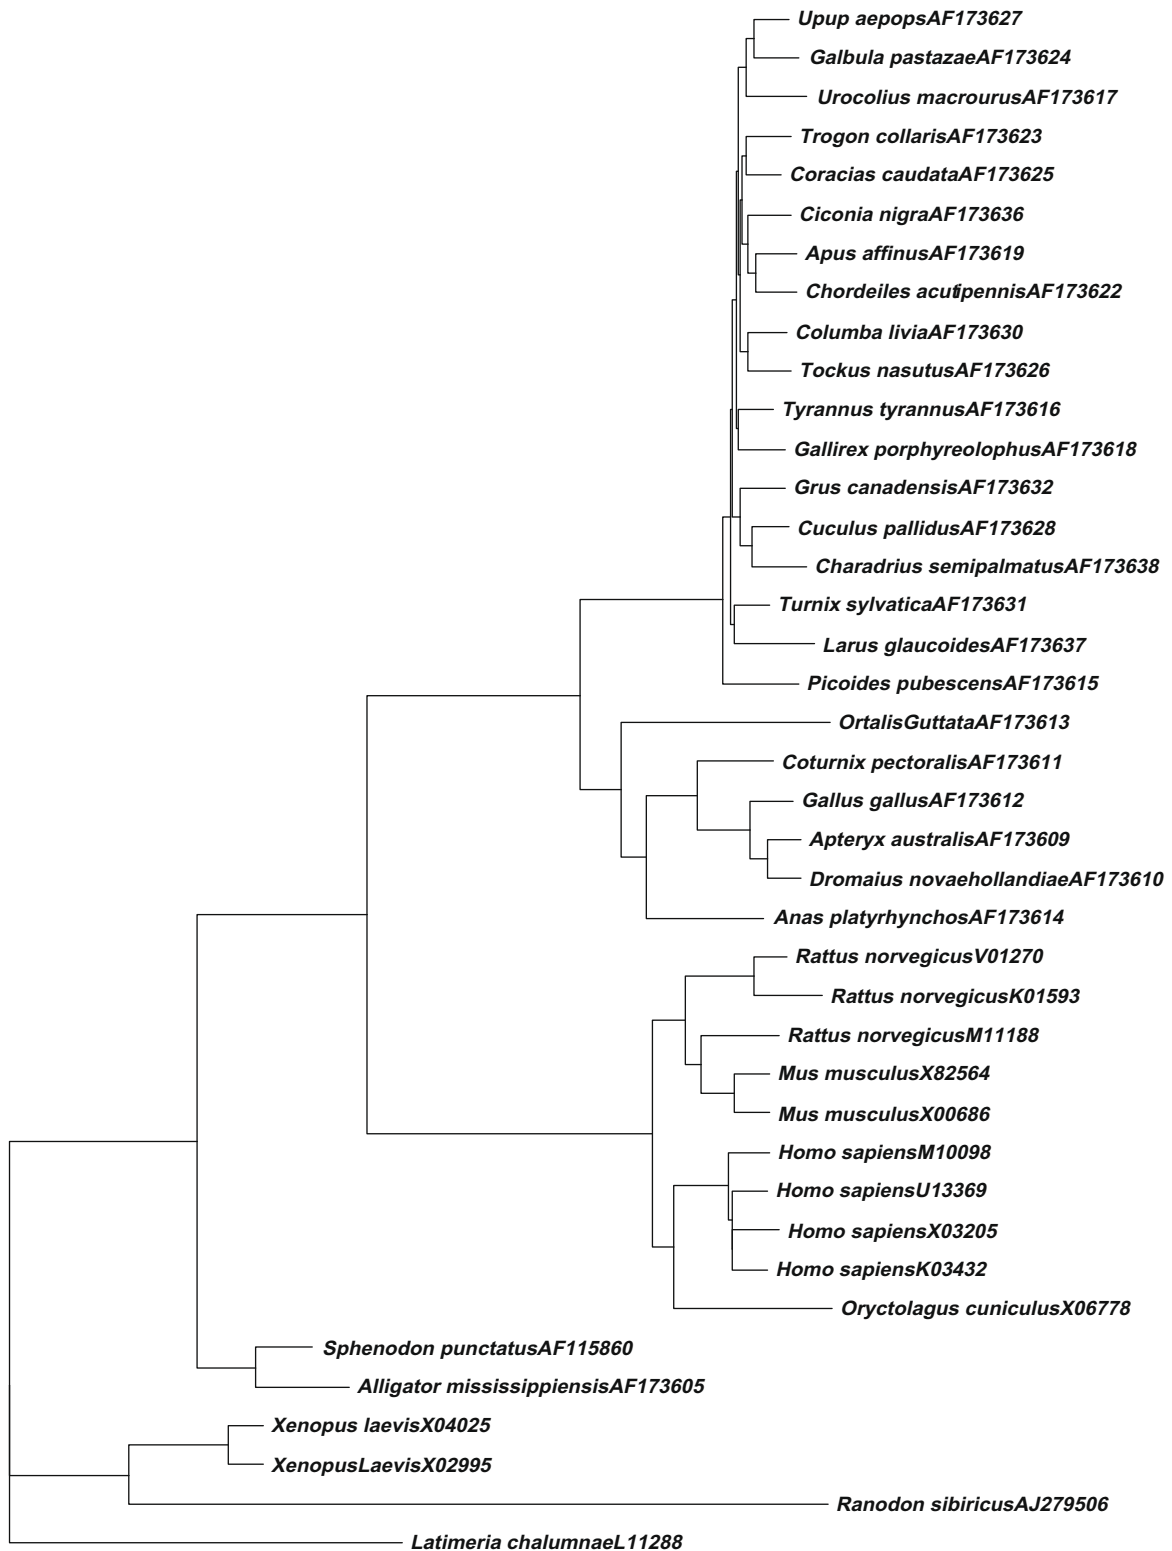 Upup aepopsAF173627
Galbula pastazaeAF173624
Urocolius macrourusAF173617
Trogon collarisAF173623
Coracias caudataAF173625
Ciconia nigraAF173636
Apus affinusAF173619
Chordeiles acutipennisAF173622
Columba liviaAF173630
Tockus nasutusAF173626
Tyrannus tyrannusAF173616
Gallirex porphyreolophusAF173618
Grus canadensisAF173632
Cuculus pallidusAF173628
Charadrius semipalmatusAF173638
Turnix sylvaticaAF173631
Larus glaucoidesAF173637
Picoides pubescensAF173615
OrtalisGuttataAF173613
Coturnix pectoralisAF173611
Gallus gallusAF173612
Apteryx australisAF173609
Dromaius novaehollandiaeAF173610
Anas platyrhynchosAF173614
Rattus norvegicusV01270
Rattus norvegicusK01593
Rattus norvegicusM11188
Mus musculusX82564
Mus musculusX00686
Homo sapiensM10098
Homo sapiensU13369
Homo sapiensX03205
Homo sapiensK03432
Oryctolagus cuniculusX06778
Sphenodon punctatusAF115860
Alligator mississippiensisAF173605
Xenopus laevisX04025
XenopusLaevisX02995
Ranodon sibiricusAJ279506
Latimeria chalumnaeL11288